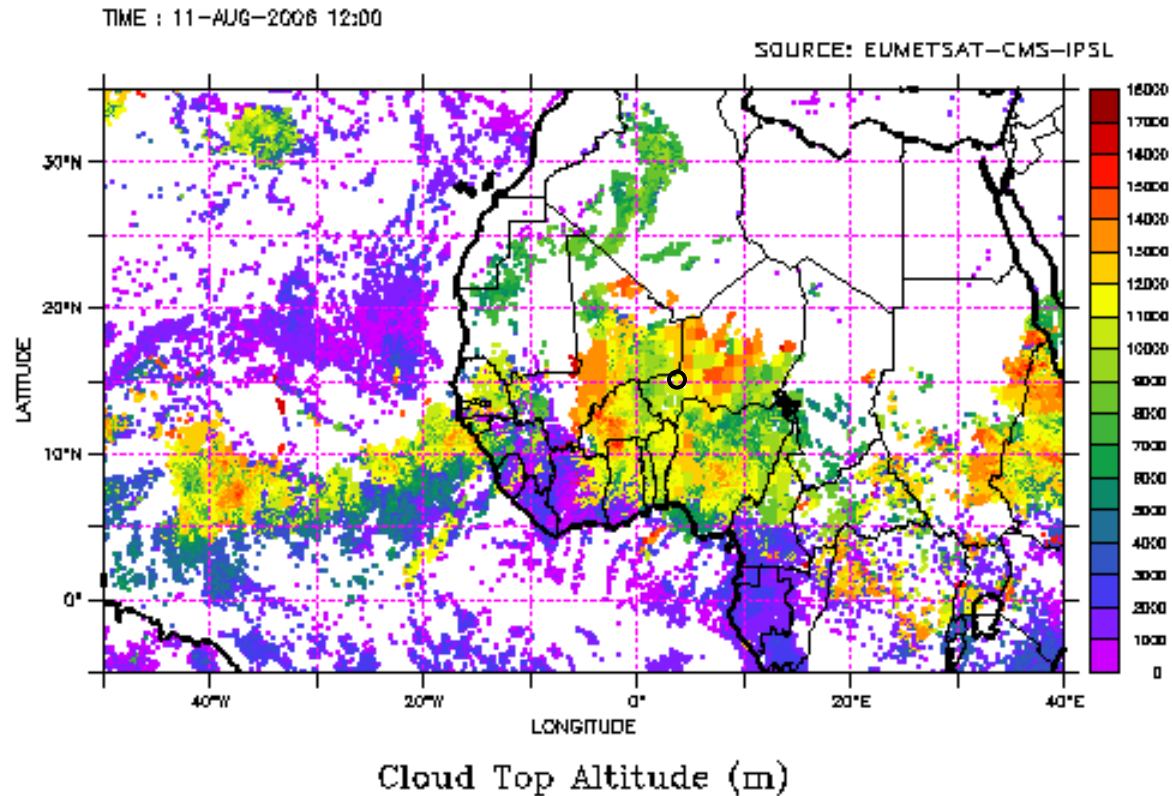 TIME : 11-AUG-2006 12:00
SOURCE: EUMETSAT-CMS-IPSL
18000
17000
16000
15000
14000
13000
12000
11000
10000
9000
8000
7000
6000
5000
4000
3000
2000
1000
0
30°N
20°N
10°N
0°
LATITUDE
40°W 20°W 0° 20°E 40°E
LONGITUDE
Cloud Top Altitude (m)